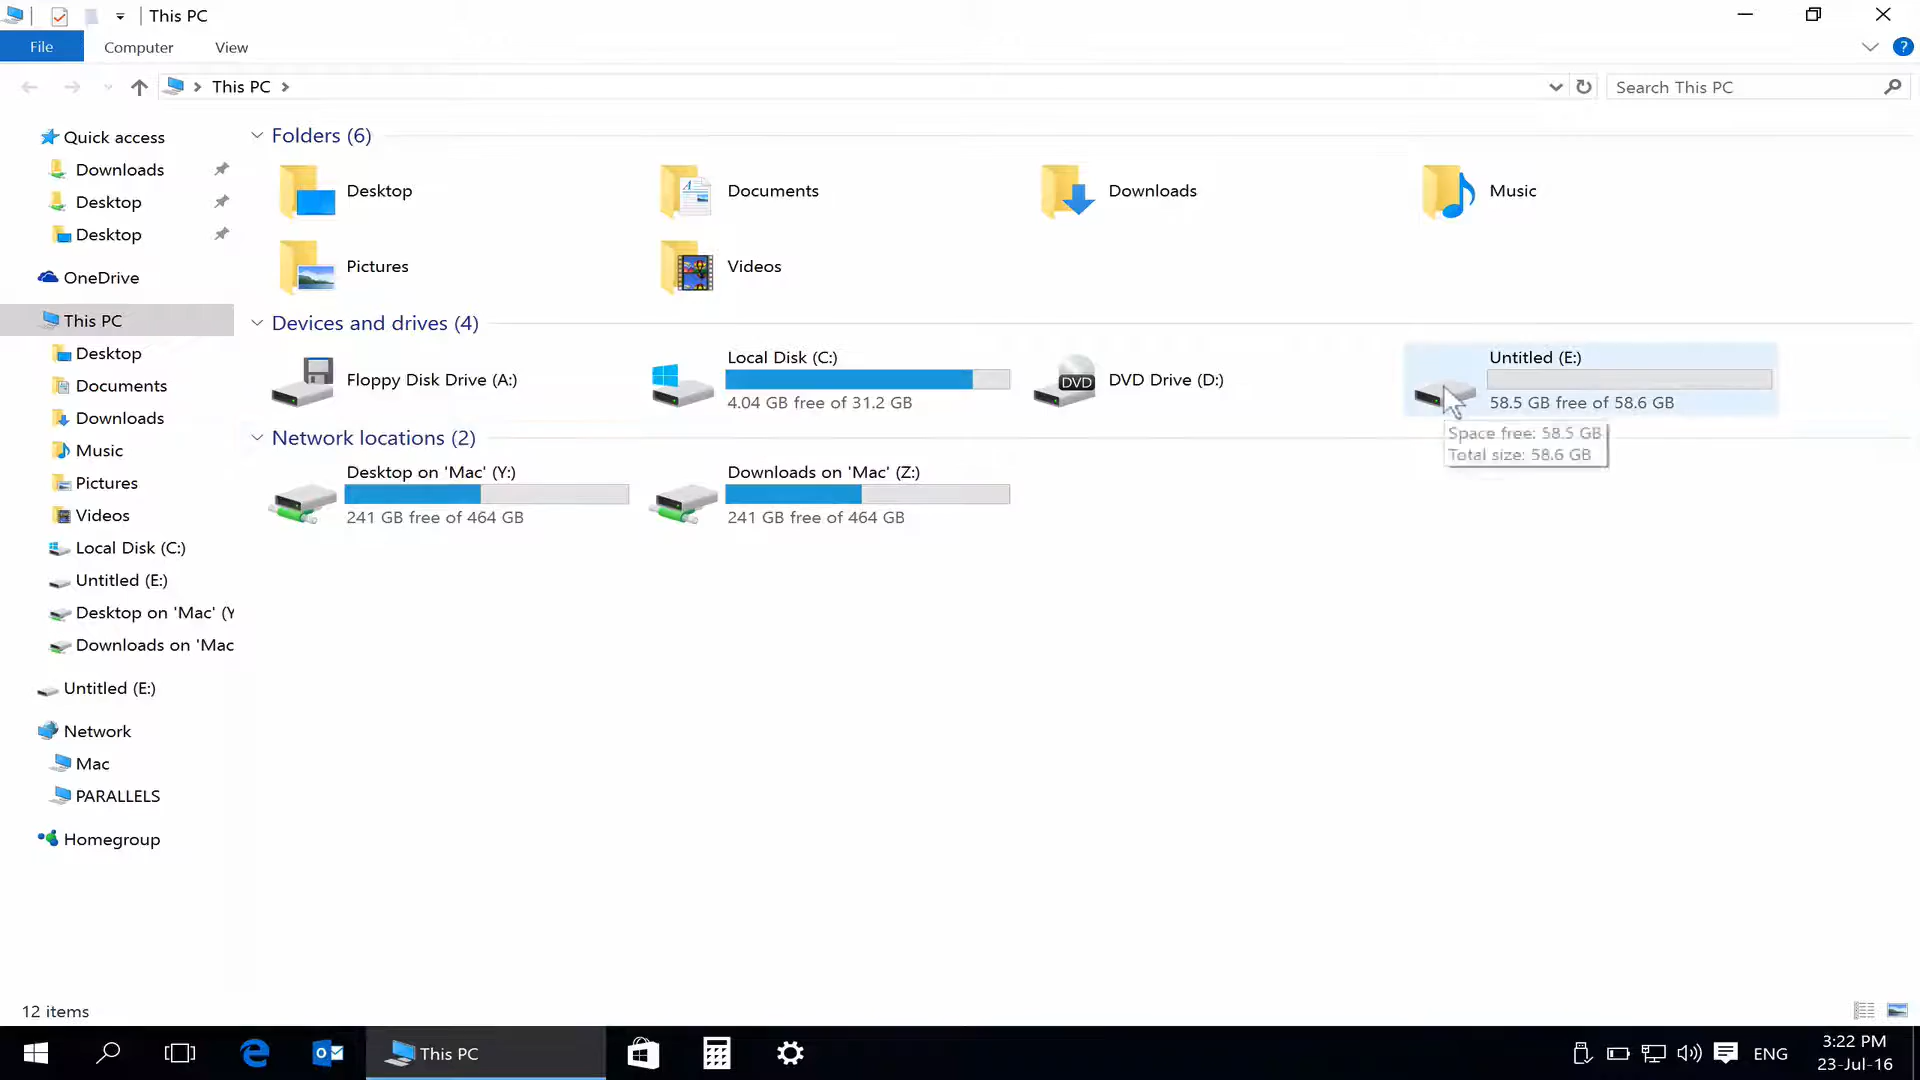 This PC
File
Computer
View
This PC
Search This PC
Quick access
Downloads
Desktop
Desktop
OneDrive
This PC
Desktop
Documents
Downloads
Music
Pictures
Videos
Local Disk (C:)
Untitled (E:)
Desktop on 'Mac' (Y
Downloads on 'Mac
Untitled (E:)
Network
Mac
PARALLELS
Homegroup
Folders (6)
Desktop
Documents
Downloads
Music
Pictures
Videos
Devices and drives (4)
Floppy Disk Drive (A:)
Local Disk (C:)
4.04 GB free of 31.2 GB
DVD
DVD Drive (D:)
Untitled (E:)
58.5 GB free of 58.6 GB
Space free: 58.5 GB
Total size: 58.6 GB
Network locations (2)
Desktop on 'Mac' (Y:)
241 GB free of 464 GB
Downloads on 'Mac' (Z:)
241 GB free of 464 GB
12 items
This PC
ENG
3:22 PM
23-Jul-16